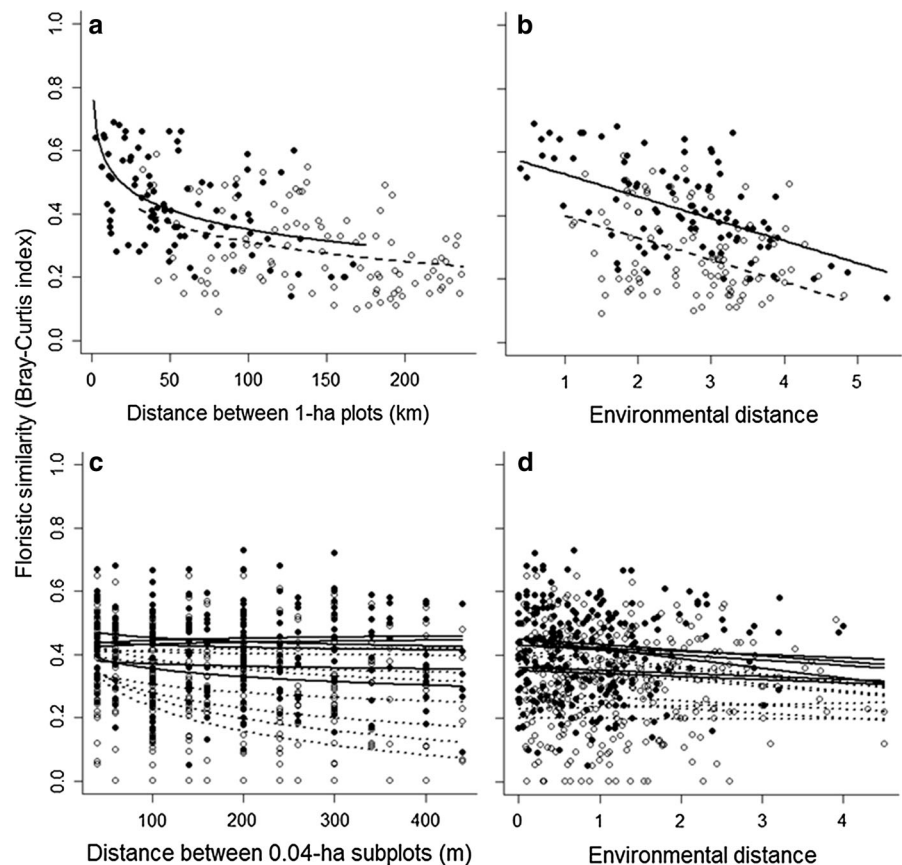 Floristic similarity (Bray-Curtis index)
a
1.0
0.8
0.6
0.4
0.2
0.0
0 50 100 150 200
Distance between 1-ha plots (km)
b
1 2 3 4 5
Environmental distance
c
1.0
0.8
0.6
0.4
0.2
0.0
100 200 300 400
Distance between 0.04-ha subplots (m)
d
0 1 2 3 4
Environmental distance